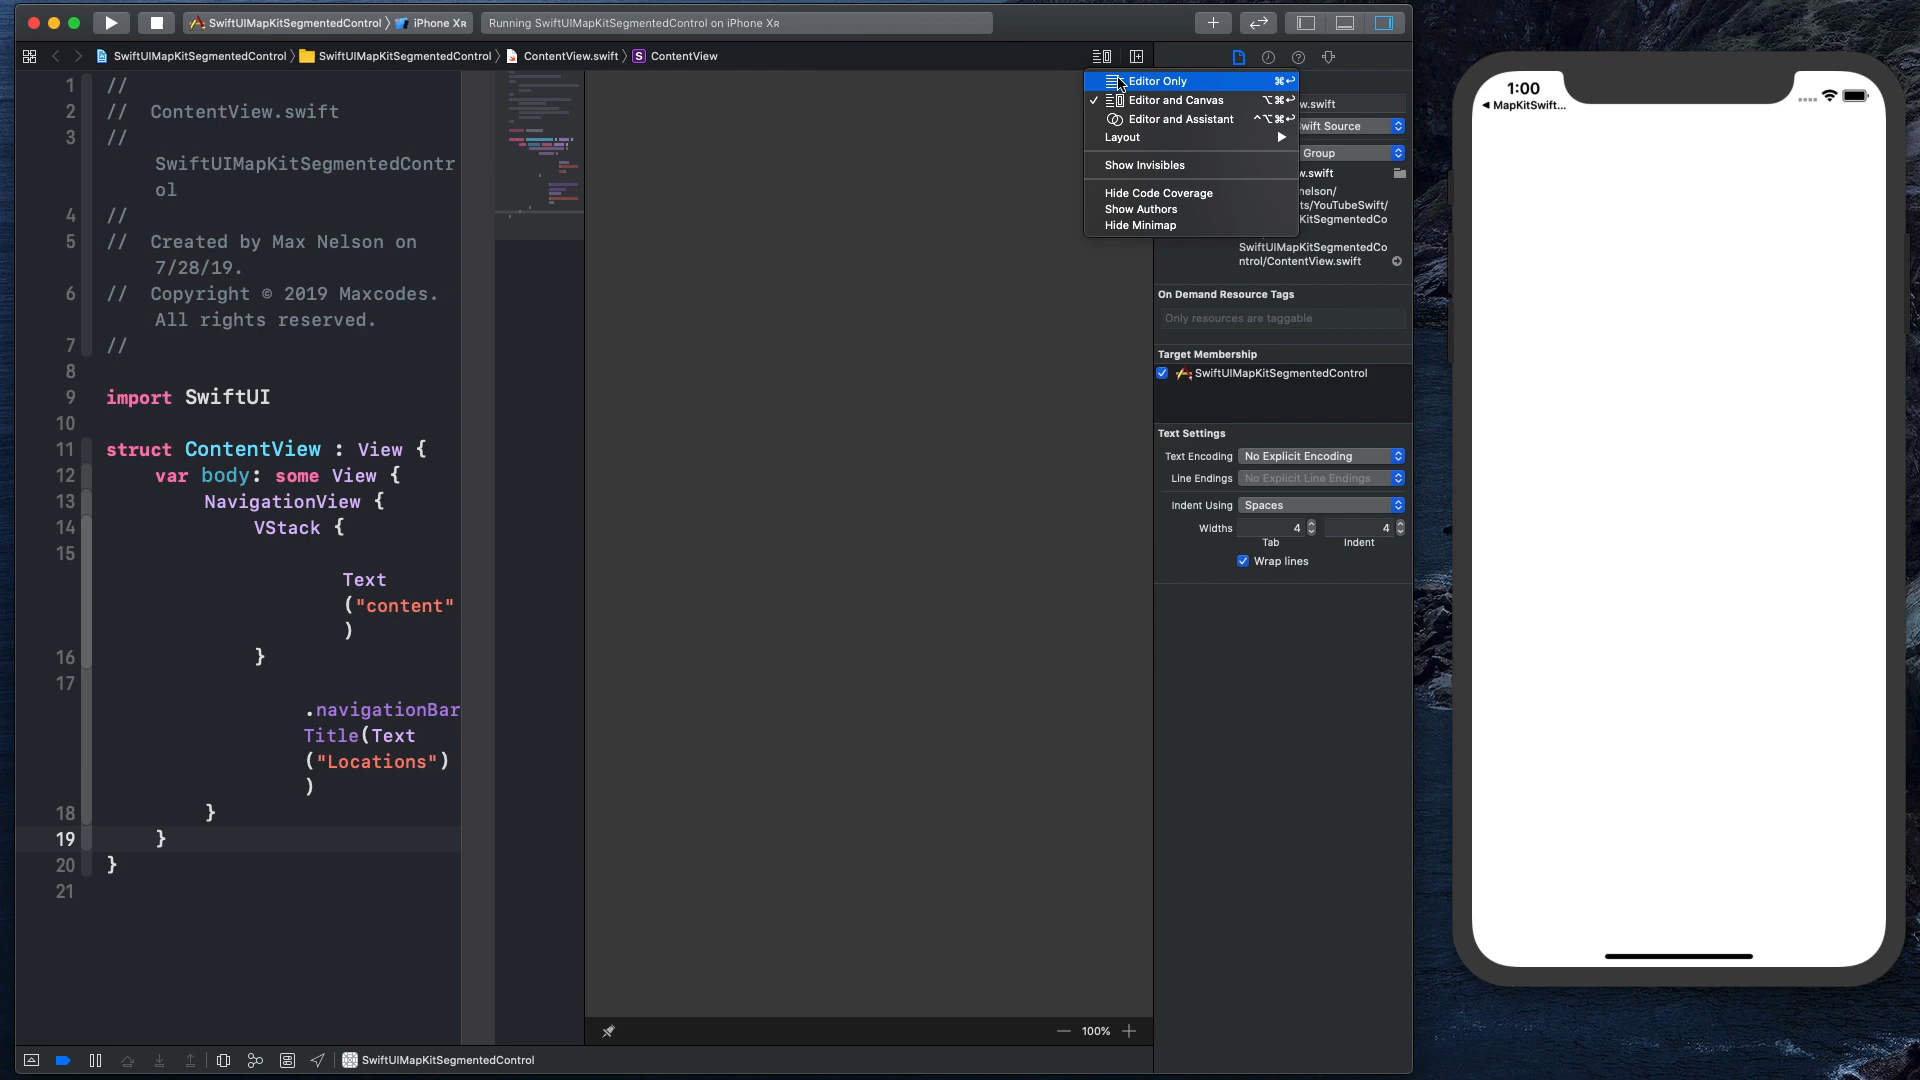 SwiftUIMapKitSegmentedControl
iPhone XR
Running SwiftUIMapKitSegmentedControl on iPhone XR
SwiftUIMapKitSegmentedControl
SwiftUIMapKitSegmentedControl
ContentView.swift
S ContentView
1 //
2 // ContentView.swift
3 //
SwiftUIMapKitSegmentedContr
ol
4 //
5 // Created by Max Nelson on
7/28/19.
6 // Copyright © 2019 Maxcodes.
All rights reserved.
7 //
8
9 import SwiftUI
10
11 struct ContentView : View {
12 var body: some View {
13 NavigationView {
14 VStack {
15
Text
("content"
)
16 }
17
.navigationBar
Title(Text
("Locations")
)
18 }
19 }
20 }
21
Editor Only ⌘↩
✓ Editor and Canvas ⌥⌘↩
Editor and Assistant ^⌥⌘↩
Layout
Show Invisibles
Hide Code Coverage
Show Authors
Hide Minimap
w.swift
wift Source
Group
w.swift
nelson/
ts/YouTubeSwift/
KitSegmentedCo
SwiftUIMapKitSegmentedCo
ntrol/ContentView.swift
On Demand Resource Tags
Only resources are taggable
Target Membership
SwiftUIMapKitSegmentedControl
Text Settings
Text Encoding No Explicit Encoding
Line Endings No Explicit Line Endings
Indent Using Spaces
Widths 4 4
Tab Indent
Wrap lines
100%
SwiftUIMapKitSegmentedControl
1:00
MapKitSwift...